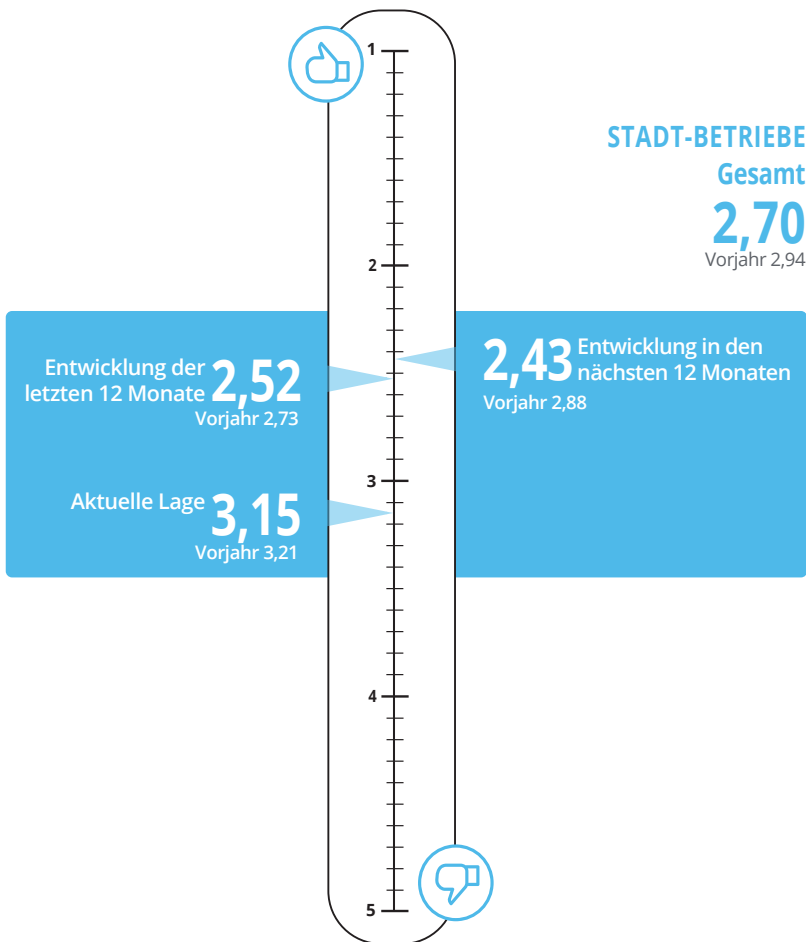 1
STADT-BETRIEBE
Gesamt
2,70
Vorjahr 2,94
2
Entwicklung der
letzten 12 Monate 2,52
Vorjahr 2,73
2,43 Entwicklung in den
nächsten 12 Monaten
Vorjahr 2,88
3
Aktuelle Lage 3,15
Vorjahr 3,21
4
5